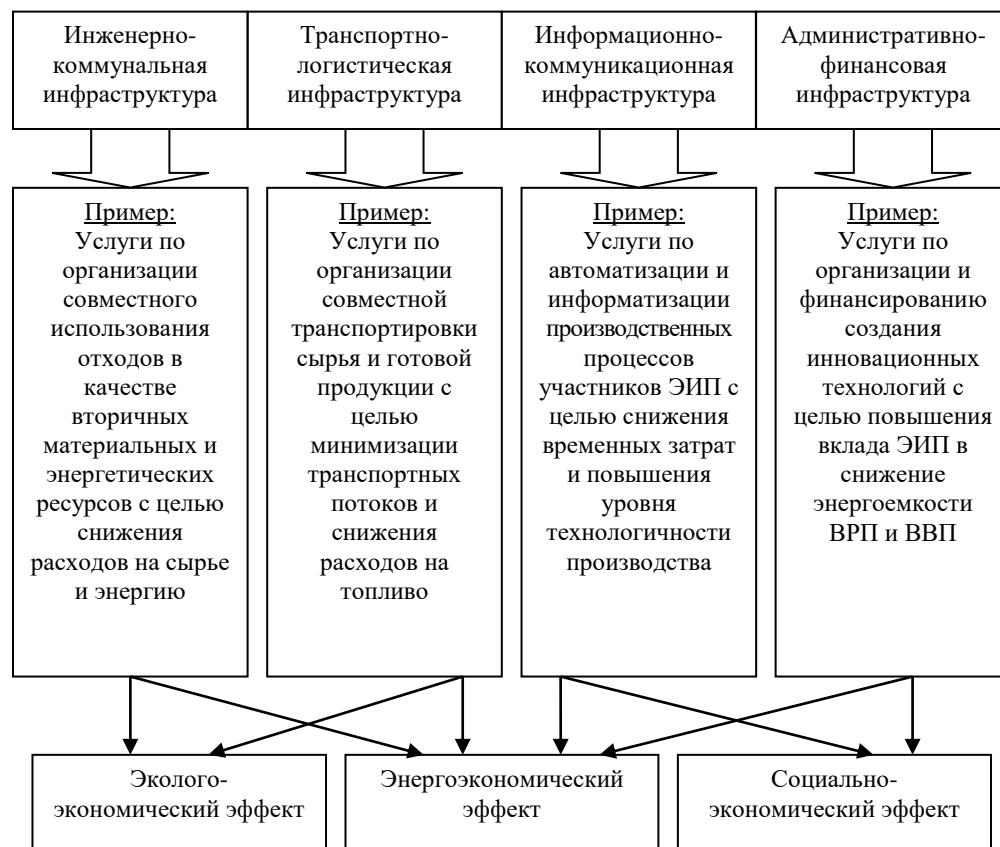 Инженерно-
коммунальная
инфраструктура
Транспортно-
логистическая
инфраструктура
Информационно-
коммуникационная
инфраструктура
Административно-
финансовая
инфраструктура
Пример:
Услуги по
организации
совместного
использования
отходов в
качестве
вторичных
материальных и
энергетических
ресурсов с целью
снижения
расходов на сырье
и энергию
Пример:
Услуги по
организации
совместной
транспортировки
сырья и готовой
продукции с
целью
минимизации
транспортных
потоков и
снижения
расходов на
топливо
Пример:
Услуги по
автоматизации и
информатизации
производственных
процессов
участников ЭИП с
целью снижения
временных затрат
и повышения
уровня
технологичности
производства
Пример:
Услуги по
организации и
финансированию
создания
инновационных
технологий с
целью повышения
вклада ЭИП в
снижение
энергоемкости
ВРП и ВВП
Эколого-
экономический эффект
Энергоэкономический
эффект
Социально-
экономический эффект